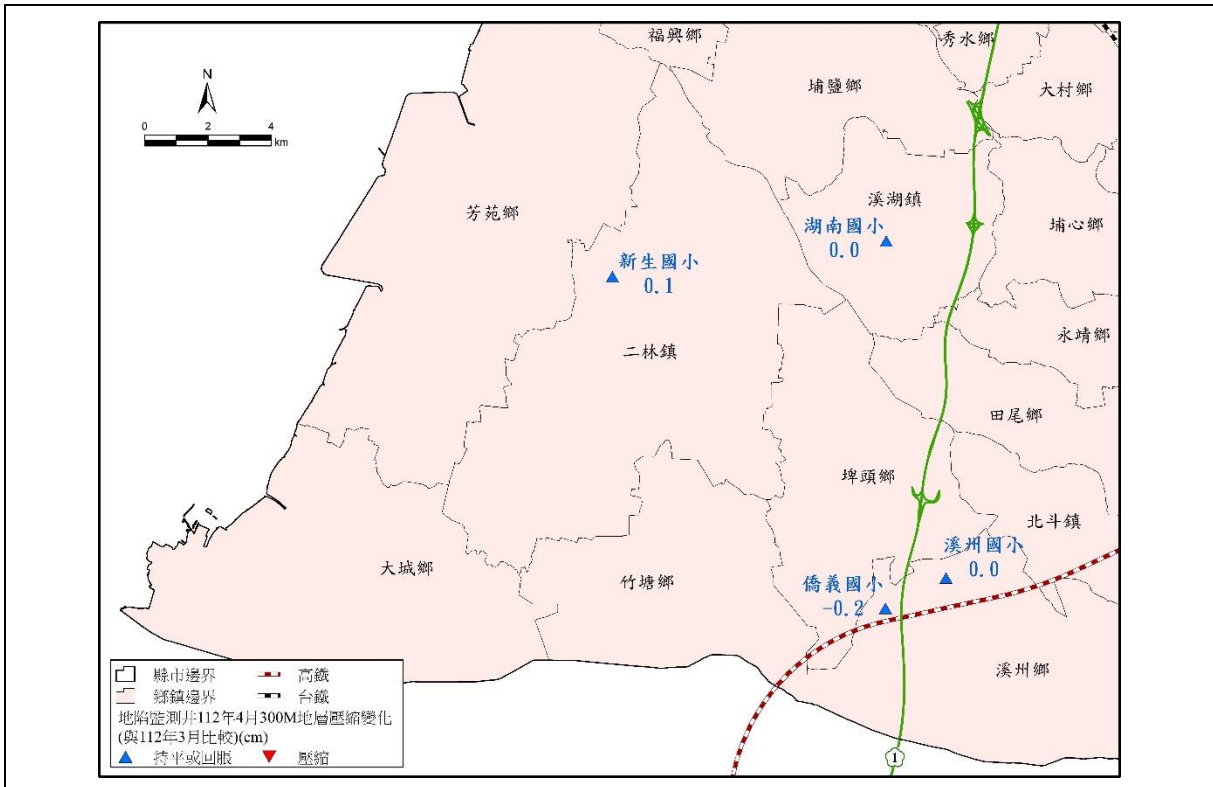 福興鄉
秀水鄉
埔鹽鄉
大村鄉
N
0 2 4
km
溪湖鎮
芳苑鄉
湖南國小
0.0
埔心鄉
新生國小
0.1
永靖鄉
二林鎮
田尾鄉
埤頭鄉
北斗鎮
溪州國小
0.0
大城鄉
竹塘鄉
僑義國小
-0.2
溪州鄉
縣市邊界 高鐵
鄉鎮邊界 台鐵
地陷監測井112年4月300M地層壓縮變化
(與112年3月比較)(cm)
持平或回脹 壓縮
1